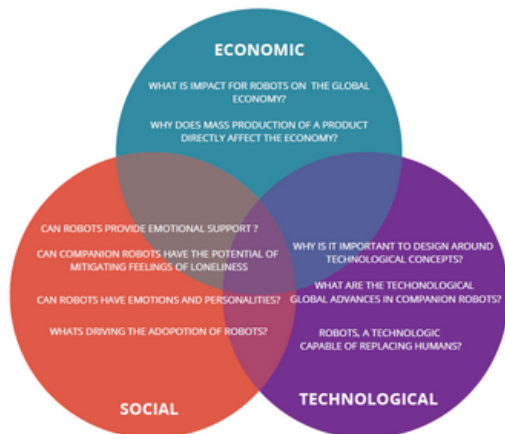 ECONOMIC
WHAT IS IMPACT FOR ROBOTS ON THE GLOBAL
ECONOMY?
WHY DOES MASS PRODUCTION OF A PRODUCT
DIRECTLY AFFECT THE ECONOMY?
CAN ROBOTS PROVIDE EMOTIONAL SUPPORT ?
CAN COMPANION ROBOTS HAVE THE POTENTIAL OF
MITIGATING FEELINGS OF LONELINESS
CAN ROBOTS HAVE EMOTIONS AND PERSONALITIES?
WHATS DRIVING THE ADOPOTION OF ROBOTS?
SOCIAL
WHY IS IT IMPORTANT TO DESIGN AROUND
TECHNOLOGICAL CONCEPTS?
WHAT ARE THE TECHONOLOGICAL
GLOBAL ADVANCES IN COMPANION ROBOTS?
ROBOTS, A TECHNOLOGIC
CAPABLE OF REPLACING HUMANS?
TECHNOLOGICAL